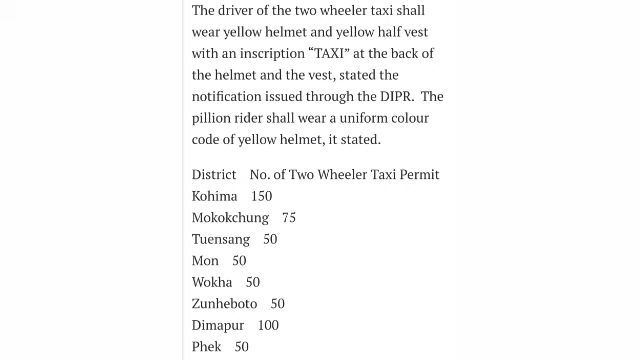 The driver of the two wheeler taxi shall
wear yellow helmet and yellow half vest
with an inscription “TAXI” at the back of
the helmet and the vest, stated the
notification issued through the DIPR.  The
pillion rider shall wear a uniform colour
code of yellow helmet, it stated.
District    No. of Two Wheeler Taxi Permit
Kohima    150
Mokokchung    75
Tuensang    50
Mon    50
Wokha    50
Zunheboto    50
Dimapur    100
Phek    50